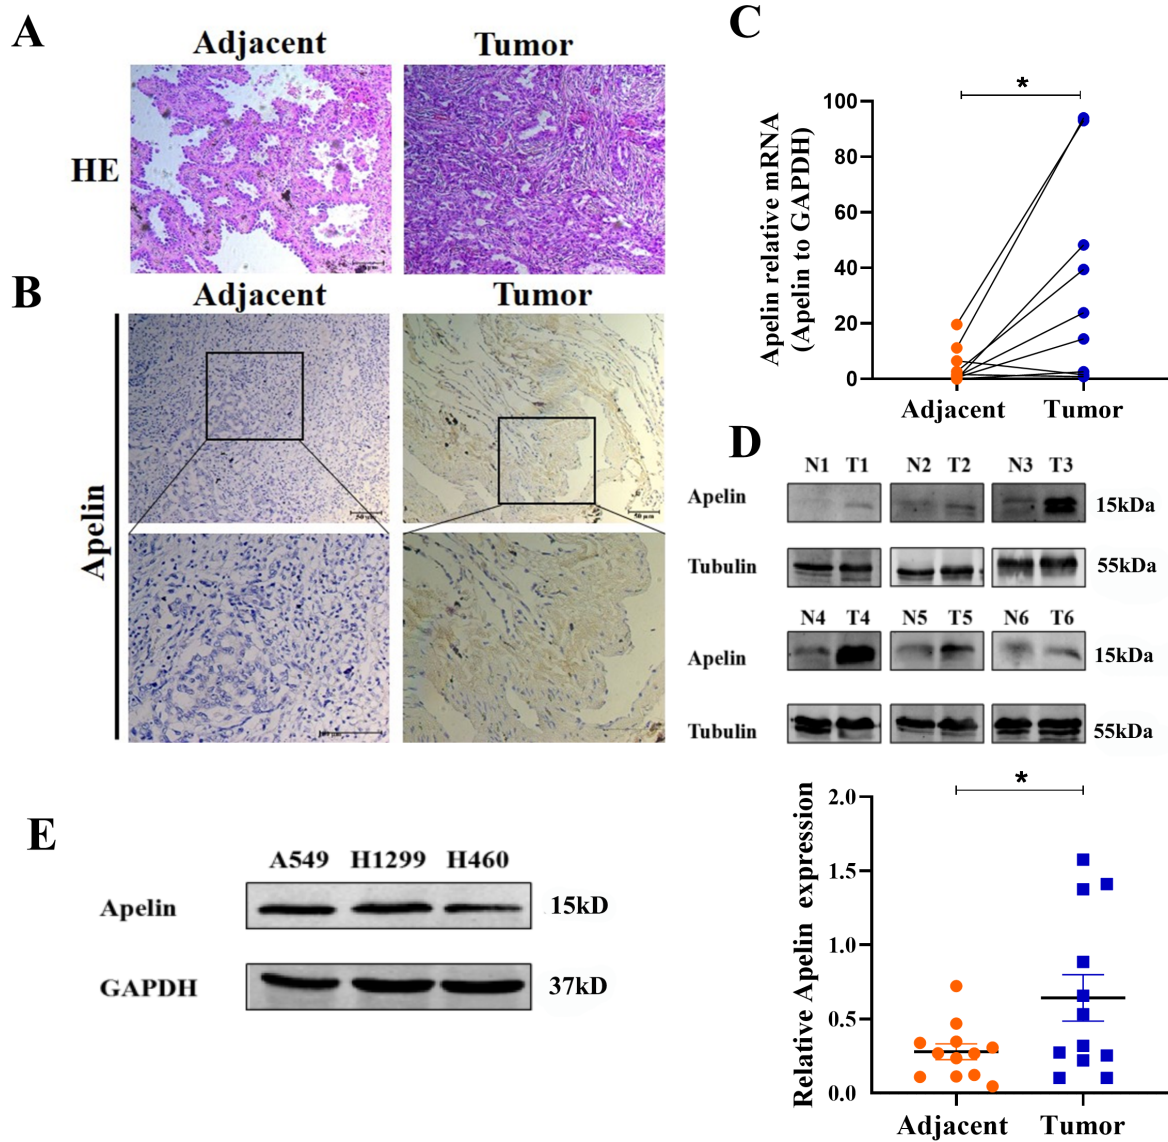 A
Adjacent Tumor
HE
B
Adjacent Tumor
Apelin
50 μm
C
*
Apelin relative mRNA
(Apelin to GAPDH)
100
80
60
40
20
0
Adjacent Tumor
D
N1 T1 N2 T2 N3 T3
Apelin 15kDa
Tubulin 55kDa
N4 T4 N5 T5 N6 T6
Apelin 15kDa
Tubulin 55kDa
*
Relative Apelin expression
2.0
1.5
1.0
0.5
0.0
Adjacent Tumor
E
A549 H1299 H460
Apelin 15kD
GAPDH 37kD